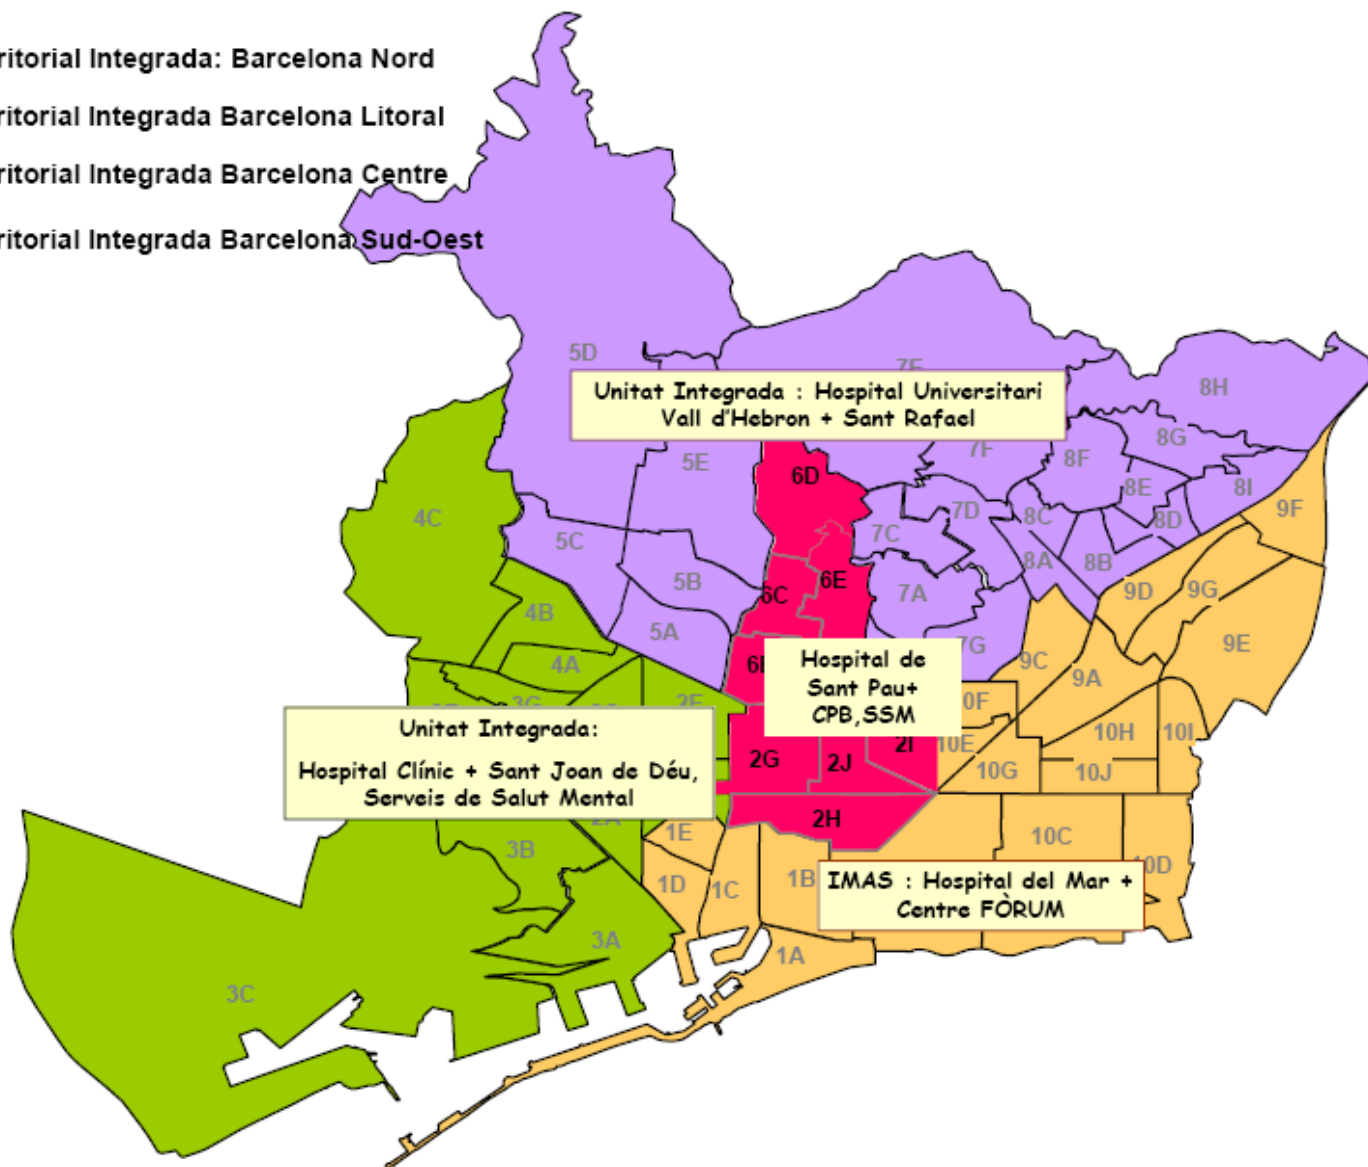 ritorial Integrada: Barcelona Nord
ritorial Integrada Barcelona Litoral
ritorial Integrada Barcelona Centre
ritorial Integrada Barcelona Sud-Oest
5D
8H
Unitat Integrada : Hospital Universitari
Vall d'Hebron + Sant Rafael
5E
6D
7F
8F
8G
8E
8I
9F
4C
5C
7C
7D
8C
8D
5B
6C
6E
7A
8A
8B
9D
9G
4B
5A
4A
7G
9C
9A
9E
Hospital de
Sant Pau+
CPB,SSM
Unitat Integrada:
Hospital Clínic + Sant Joan de Déu,
Serveis de Salut Mental
2G
2J
2I
10E
10G
10H
10J
10I
2H
3B
1E
10C
10D
1D
1C
1B
IMAS : Hospital del Mar +
Centre FÒRUM
3A
1A
3C